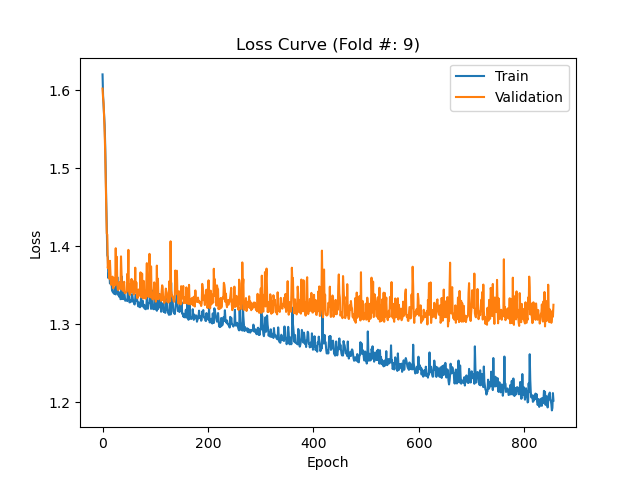 Loss Curve (Fold #: 9)
Train
Validation
1.6
1.5
1.4
1.3
1.2
Loss
0 200 400 600 800
Epoch